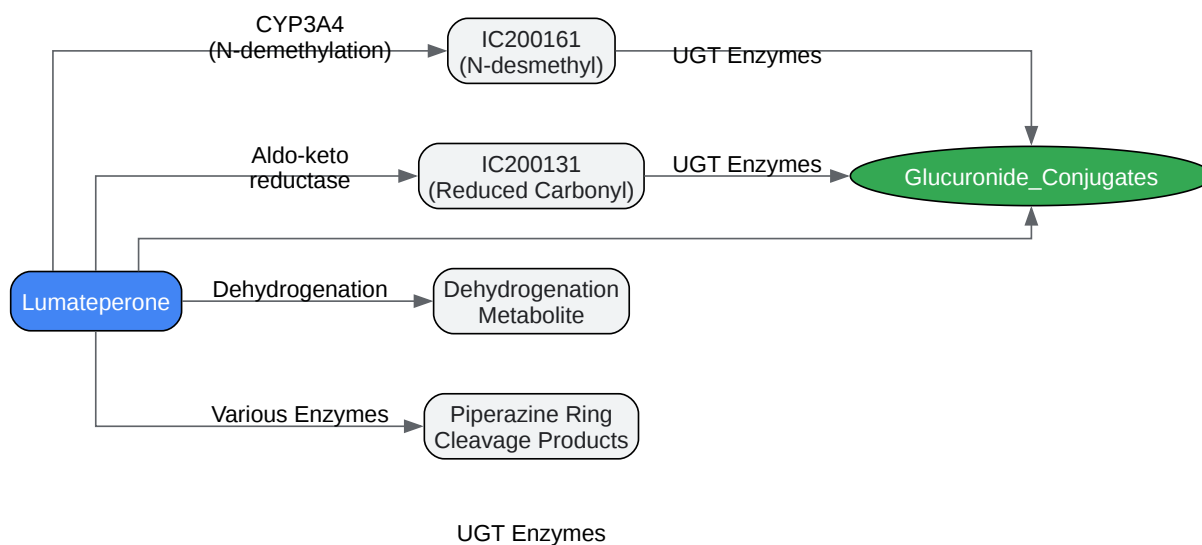 CYP3A4
(N-demethylation)
IC200161
(N-desmethyl)
UGT Enzymes
Aldo-keto
reductase
IC200131
(Reduced Carbonyl)
UGT Enzymes
Glucuronide_Conjugates
Lumateperone
Dehydrogenation
Dehydrogenation
Metabolite
Various Enzymes
Piperazine Ring
Cleavage Products
UGT Enzymes